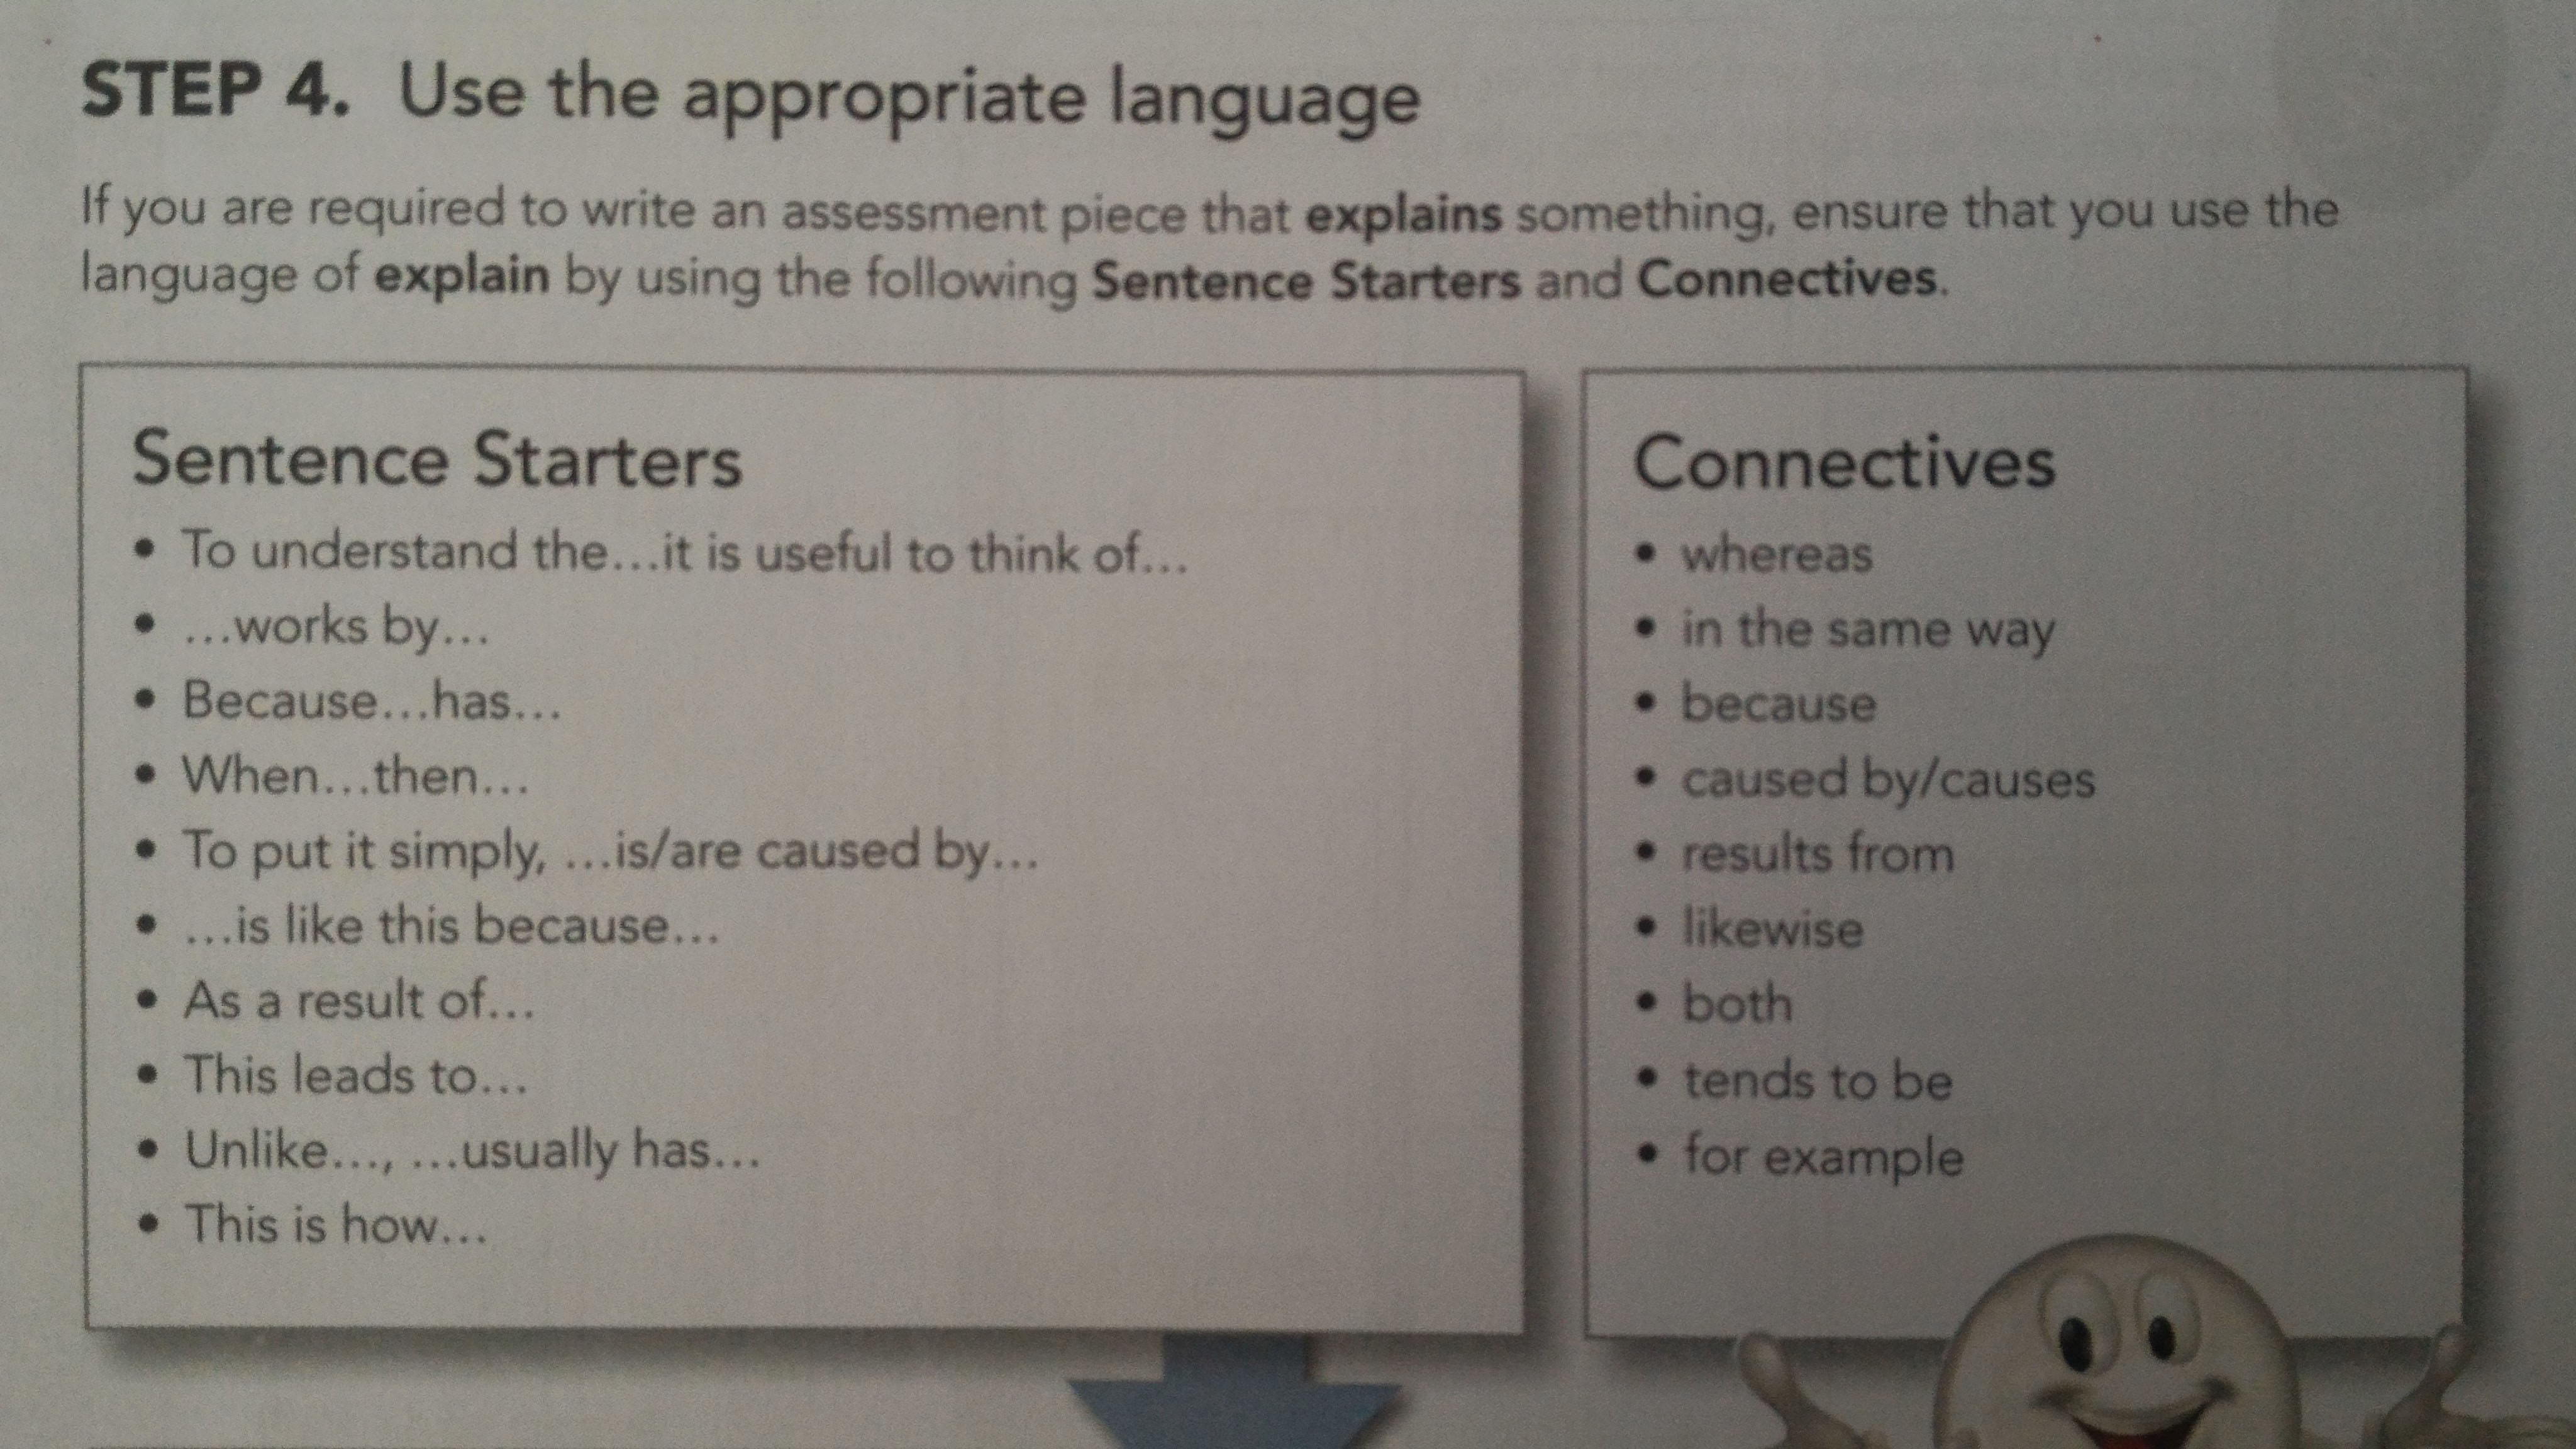 STEP 4. Use the appropriate language
If you are required to write an assessment piece that explains something, ensure that you use the
language of explain by using the following Sentence Starters and Connectives.
Sentence Starters
• To understand the...it is useful to think of...
• ...works by...
• Because...has...
• When...then...
• To put it simply, ...is/are caused by...
• ...is like this because...
• As a result of...
• This leads to...
• Unlike..., ...usually has...
• This is how...
Connectives
• whereas
• in the same way
• because
• caused by/causes
• results from
• likewise
• both
• tends to be
• for example